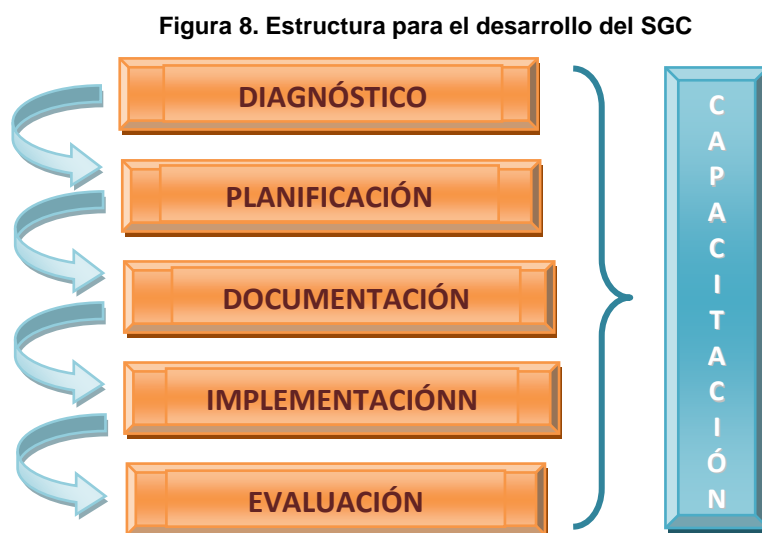 Figura 8. Estructura para el desarrollo del SGC
DIAGNÓSTICO
PLANIFICACIÓN
DOCUMENTACIÓN
IMPLEMENTACIÓNN
EVALUACIÓN
C
A
P
A
C
I
T
A
C
I
Ó
N